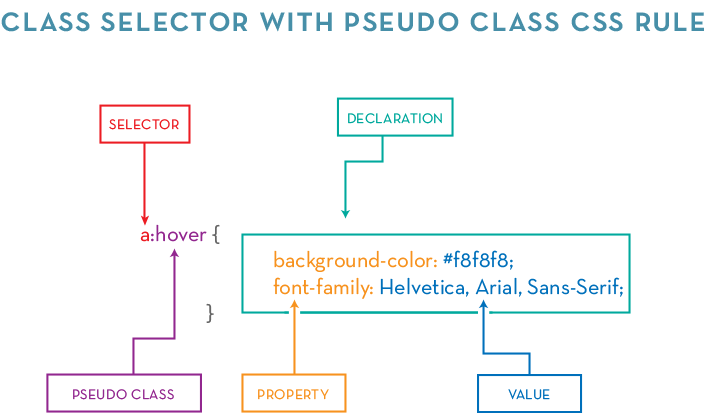 CLASS SELECTOR WITH PSEUDO CLASS CSS RULE
SELECTOR
DECLARATION
a:hover {
background-color: #f8f8f8;
font-family: Helvetica, Arial, Sans-Serif;
}
PSEUDO CLASS
PROPERTY
VALUE